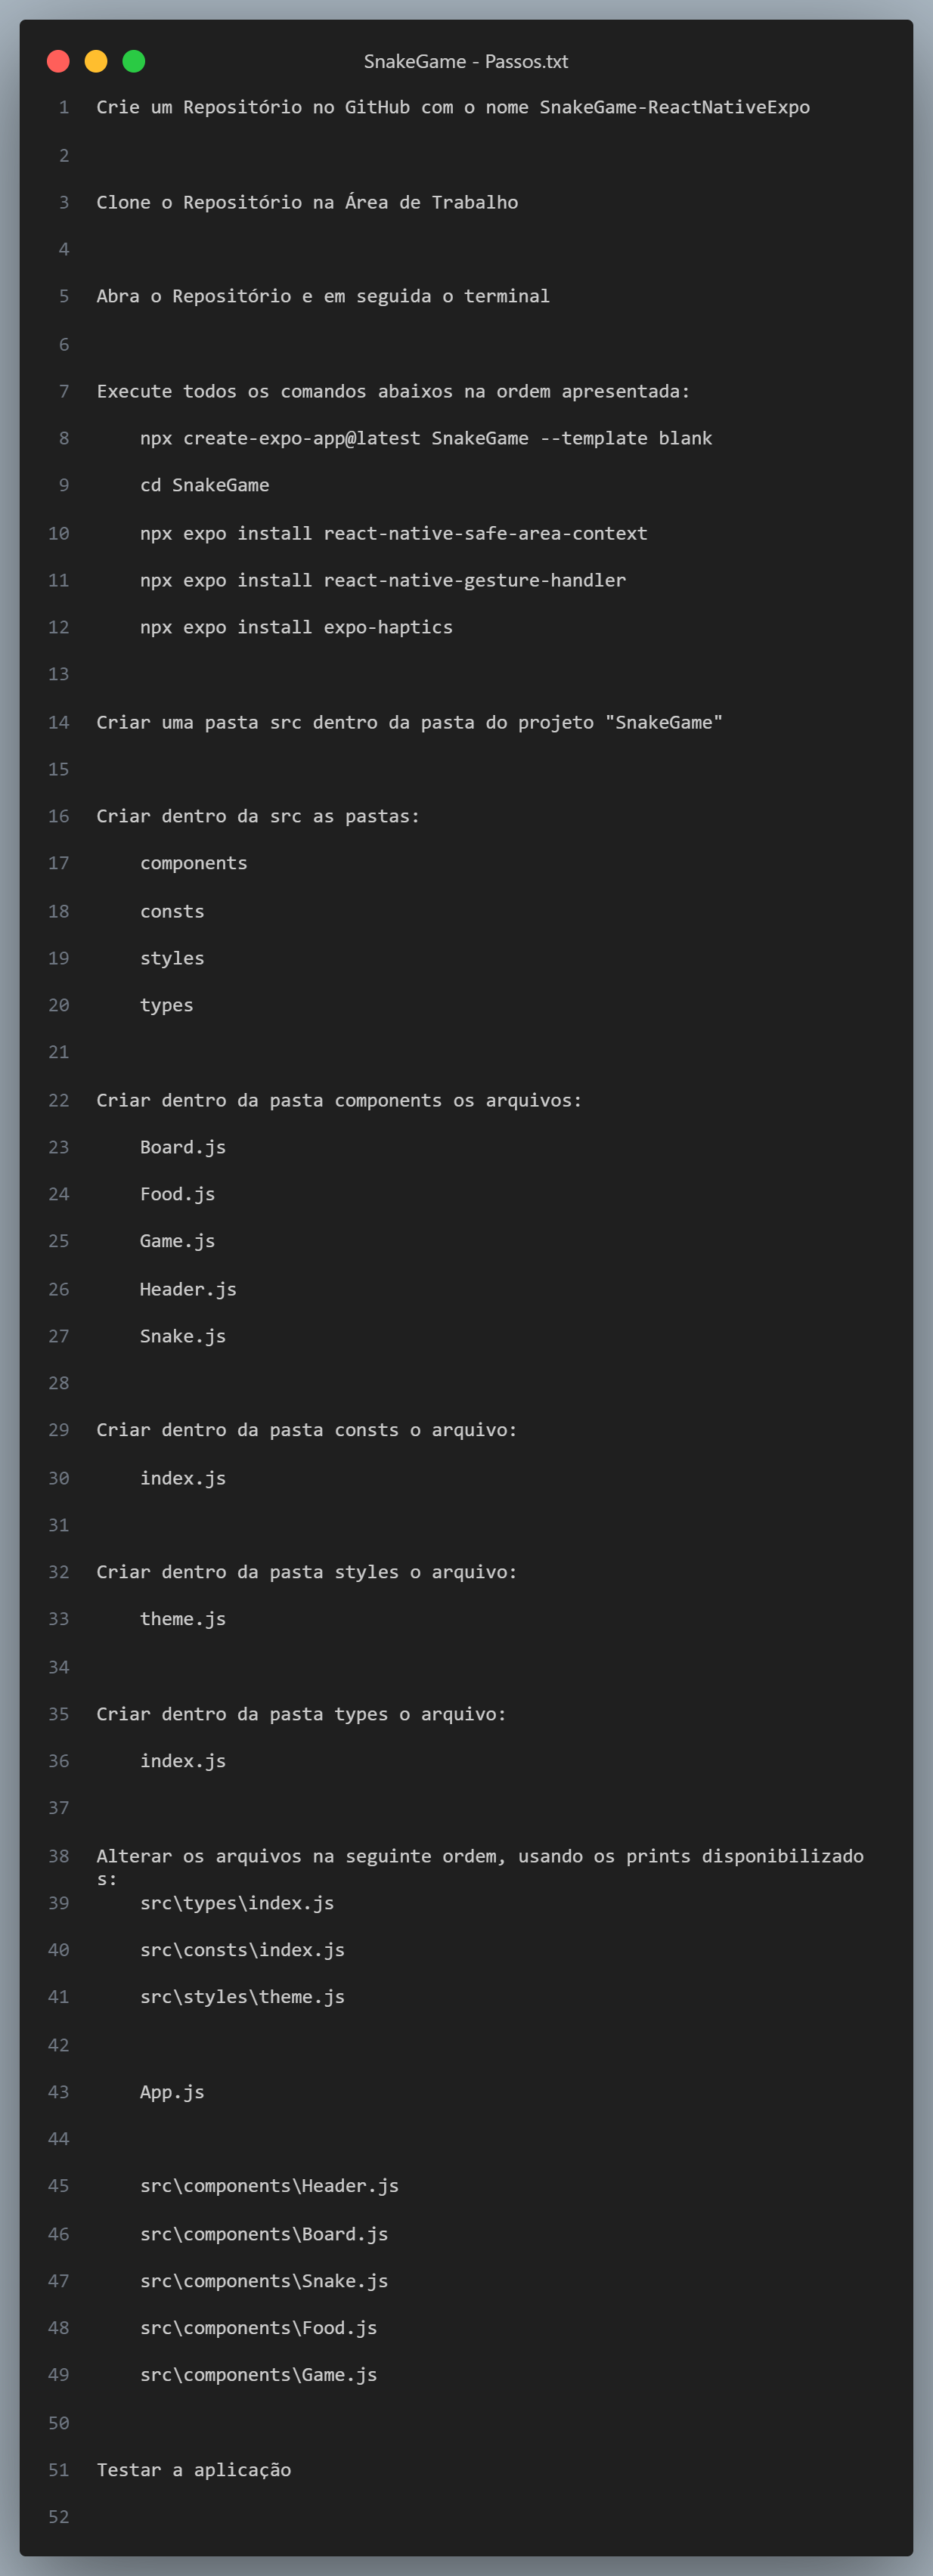 SnakeGame - Passos.txt
1 Crie um Repositório no GitHub com o nome SnakeGame-ReactNativeExpo
2
3 Clone o Repositório na Área de Trabalho
4
5 Abra o Repositório e em seguida o terminal
6
7 Execute todos os comandos abaixos na ordem apresentada:
8     npx create-expo-app@latest SnakeGame --template blank
9     cd SnakeGame
10     npx expo install react-native-safe-area-context
11     npx expo install react-native-gesture-handler
12     npx expo install expo-haptics
13
14 Criar uma pasta src dentro da pasta do projeto "SnakeGame"
15
16 Criar dentro da src as pastas:
17     components
18     consts
19     styles
20     types
21
22 Criar dentro da pasta components os arquivos:
23     Board.js
24     Food.js
25     Game.js
26     Header.js
27     Snake.js
28
29 Criar dentro da pasta consts o arquivo:
30     index.js
31
32 Criar dentro da pasta styles o arquivo:
33     theme.js
34
35 Criar dentro da pasta types o arquivo:
36     index.js
37
38 Alterar os arquivos na seguinte ordem, usando os prints disponibilizado
s:
39     src\types\index.js
40     src\consts\index.js
41     src\styles\theme.js
42
43     App.js
44
45     src\components\Header.js
46     src\components\Board.js
47     src\components\Snake.js
48     src\components\Food.js
49     src\components\Game.js
50
51 Testar a aplicação
52